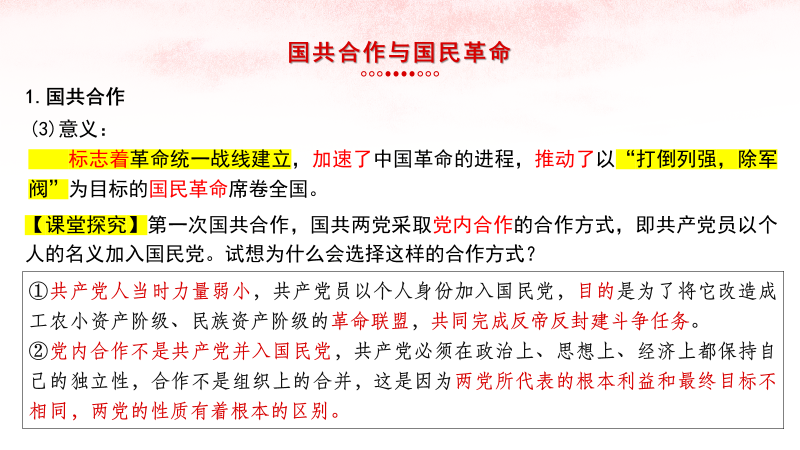 国共合作与国民革命
1.国共合作
(3)意义：
标志着革命统一战线建立，加速了中国革命的进程，推动了以“打倒列强，除军
阀”为目标的国民革命席卷全国。
【课堂探究】第一次国共合作，国共两党采取党内合作的合作方式，即共产党员以个
人的名义加入国民党。试想为什么会选择这样的合作方式？
①共产党人当时力量弱小，共产党员以个人身份加入国民党，目的是为了将它改造成
工农小资产阶级、民族资产阶级的革命联盟，共同完成反帝反封建斗争任务。
②党内合作不是共产党并入国民党，共产党必须在政治上、思想上、经济上都保持自
己的独立性，合作不是组织上的合并，这是因为两党所代表的根本利益和最终目标不
相同，两党的性质有着根本的区别。